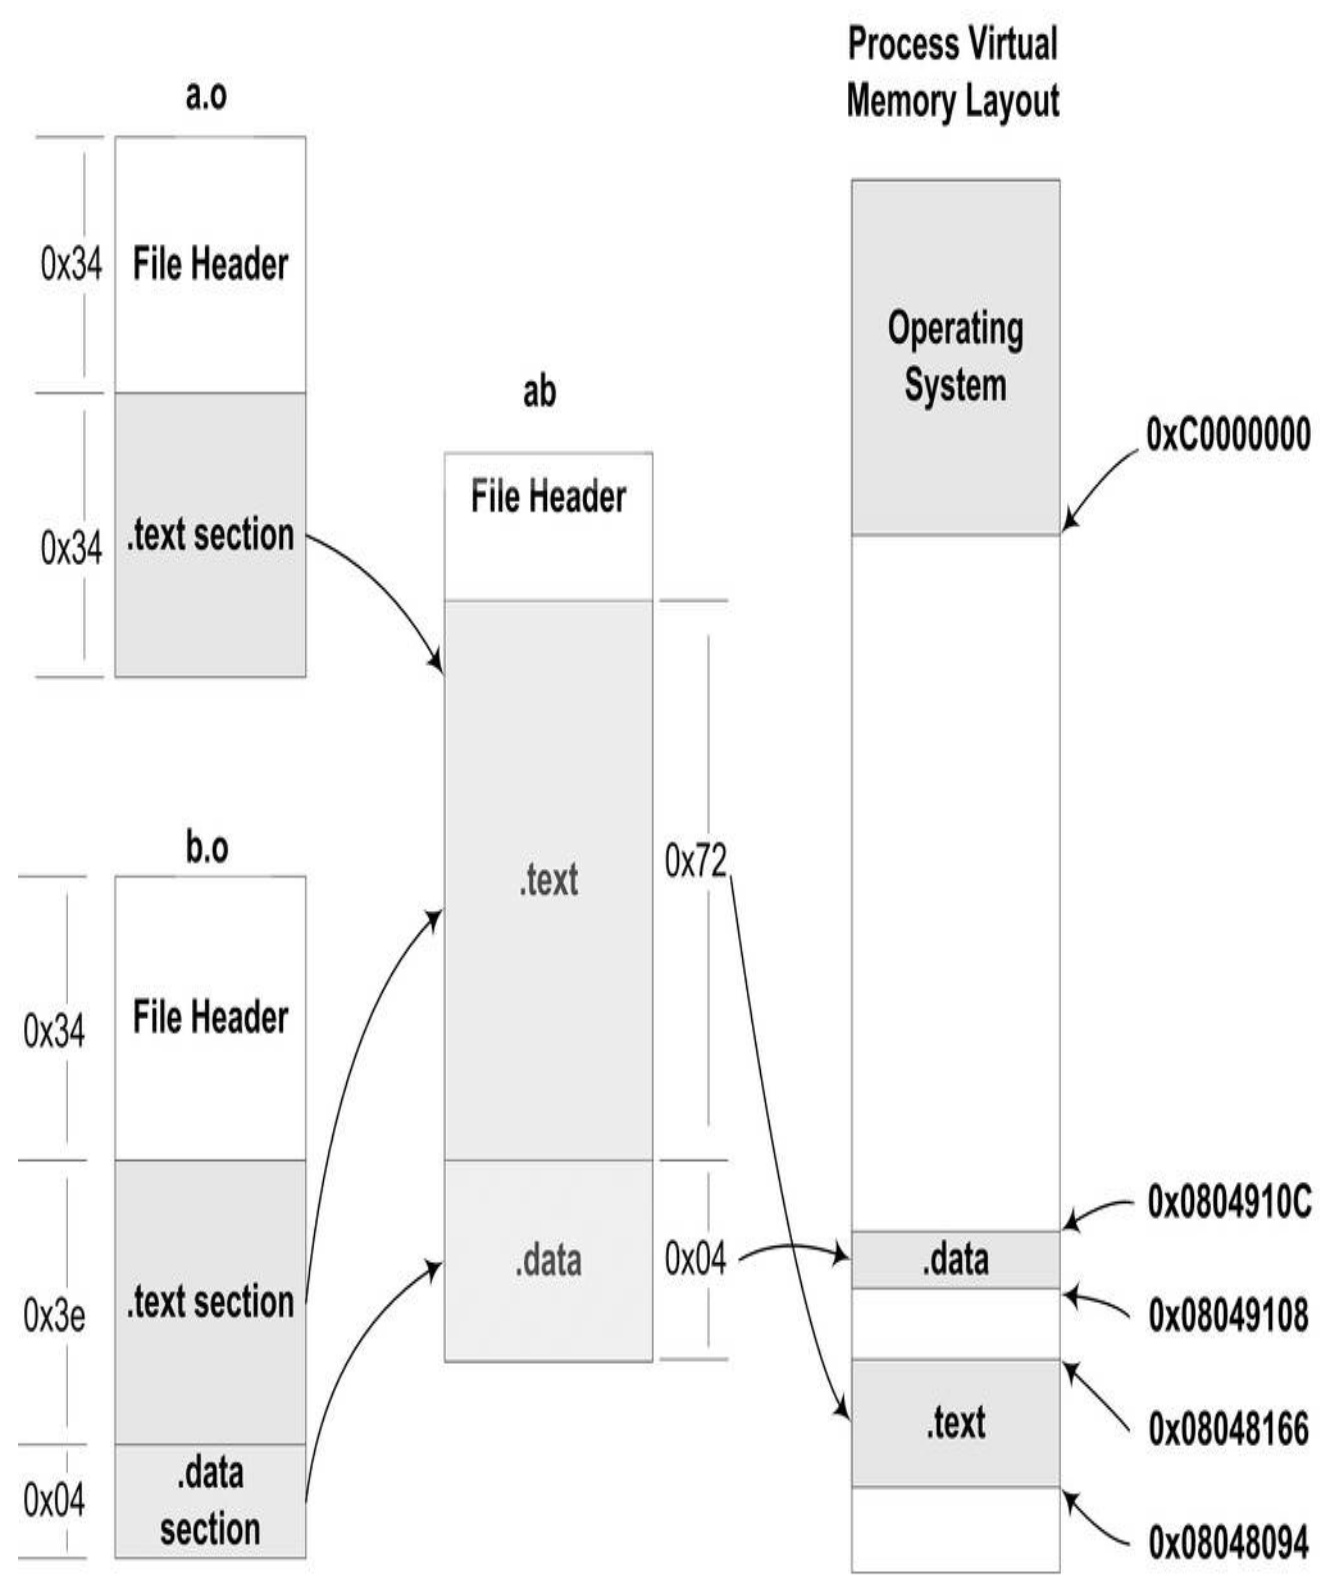 a.o
0x34
File Header
0x34
.text section
b.o
0x34
File Header
0x3e
.text section
0x04
.data
section
ab
File Header
.text
0x72
.data
0x04
Process Virtual
Memory Layout
Operating
System
0xC0000000
0x0804910C
.data
0x08049108
0x08048166
.text
0x08048094